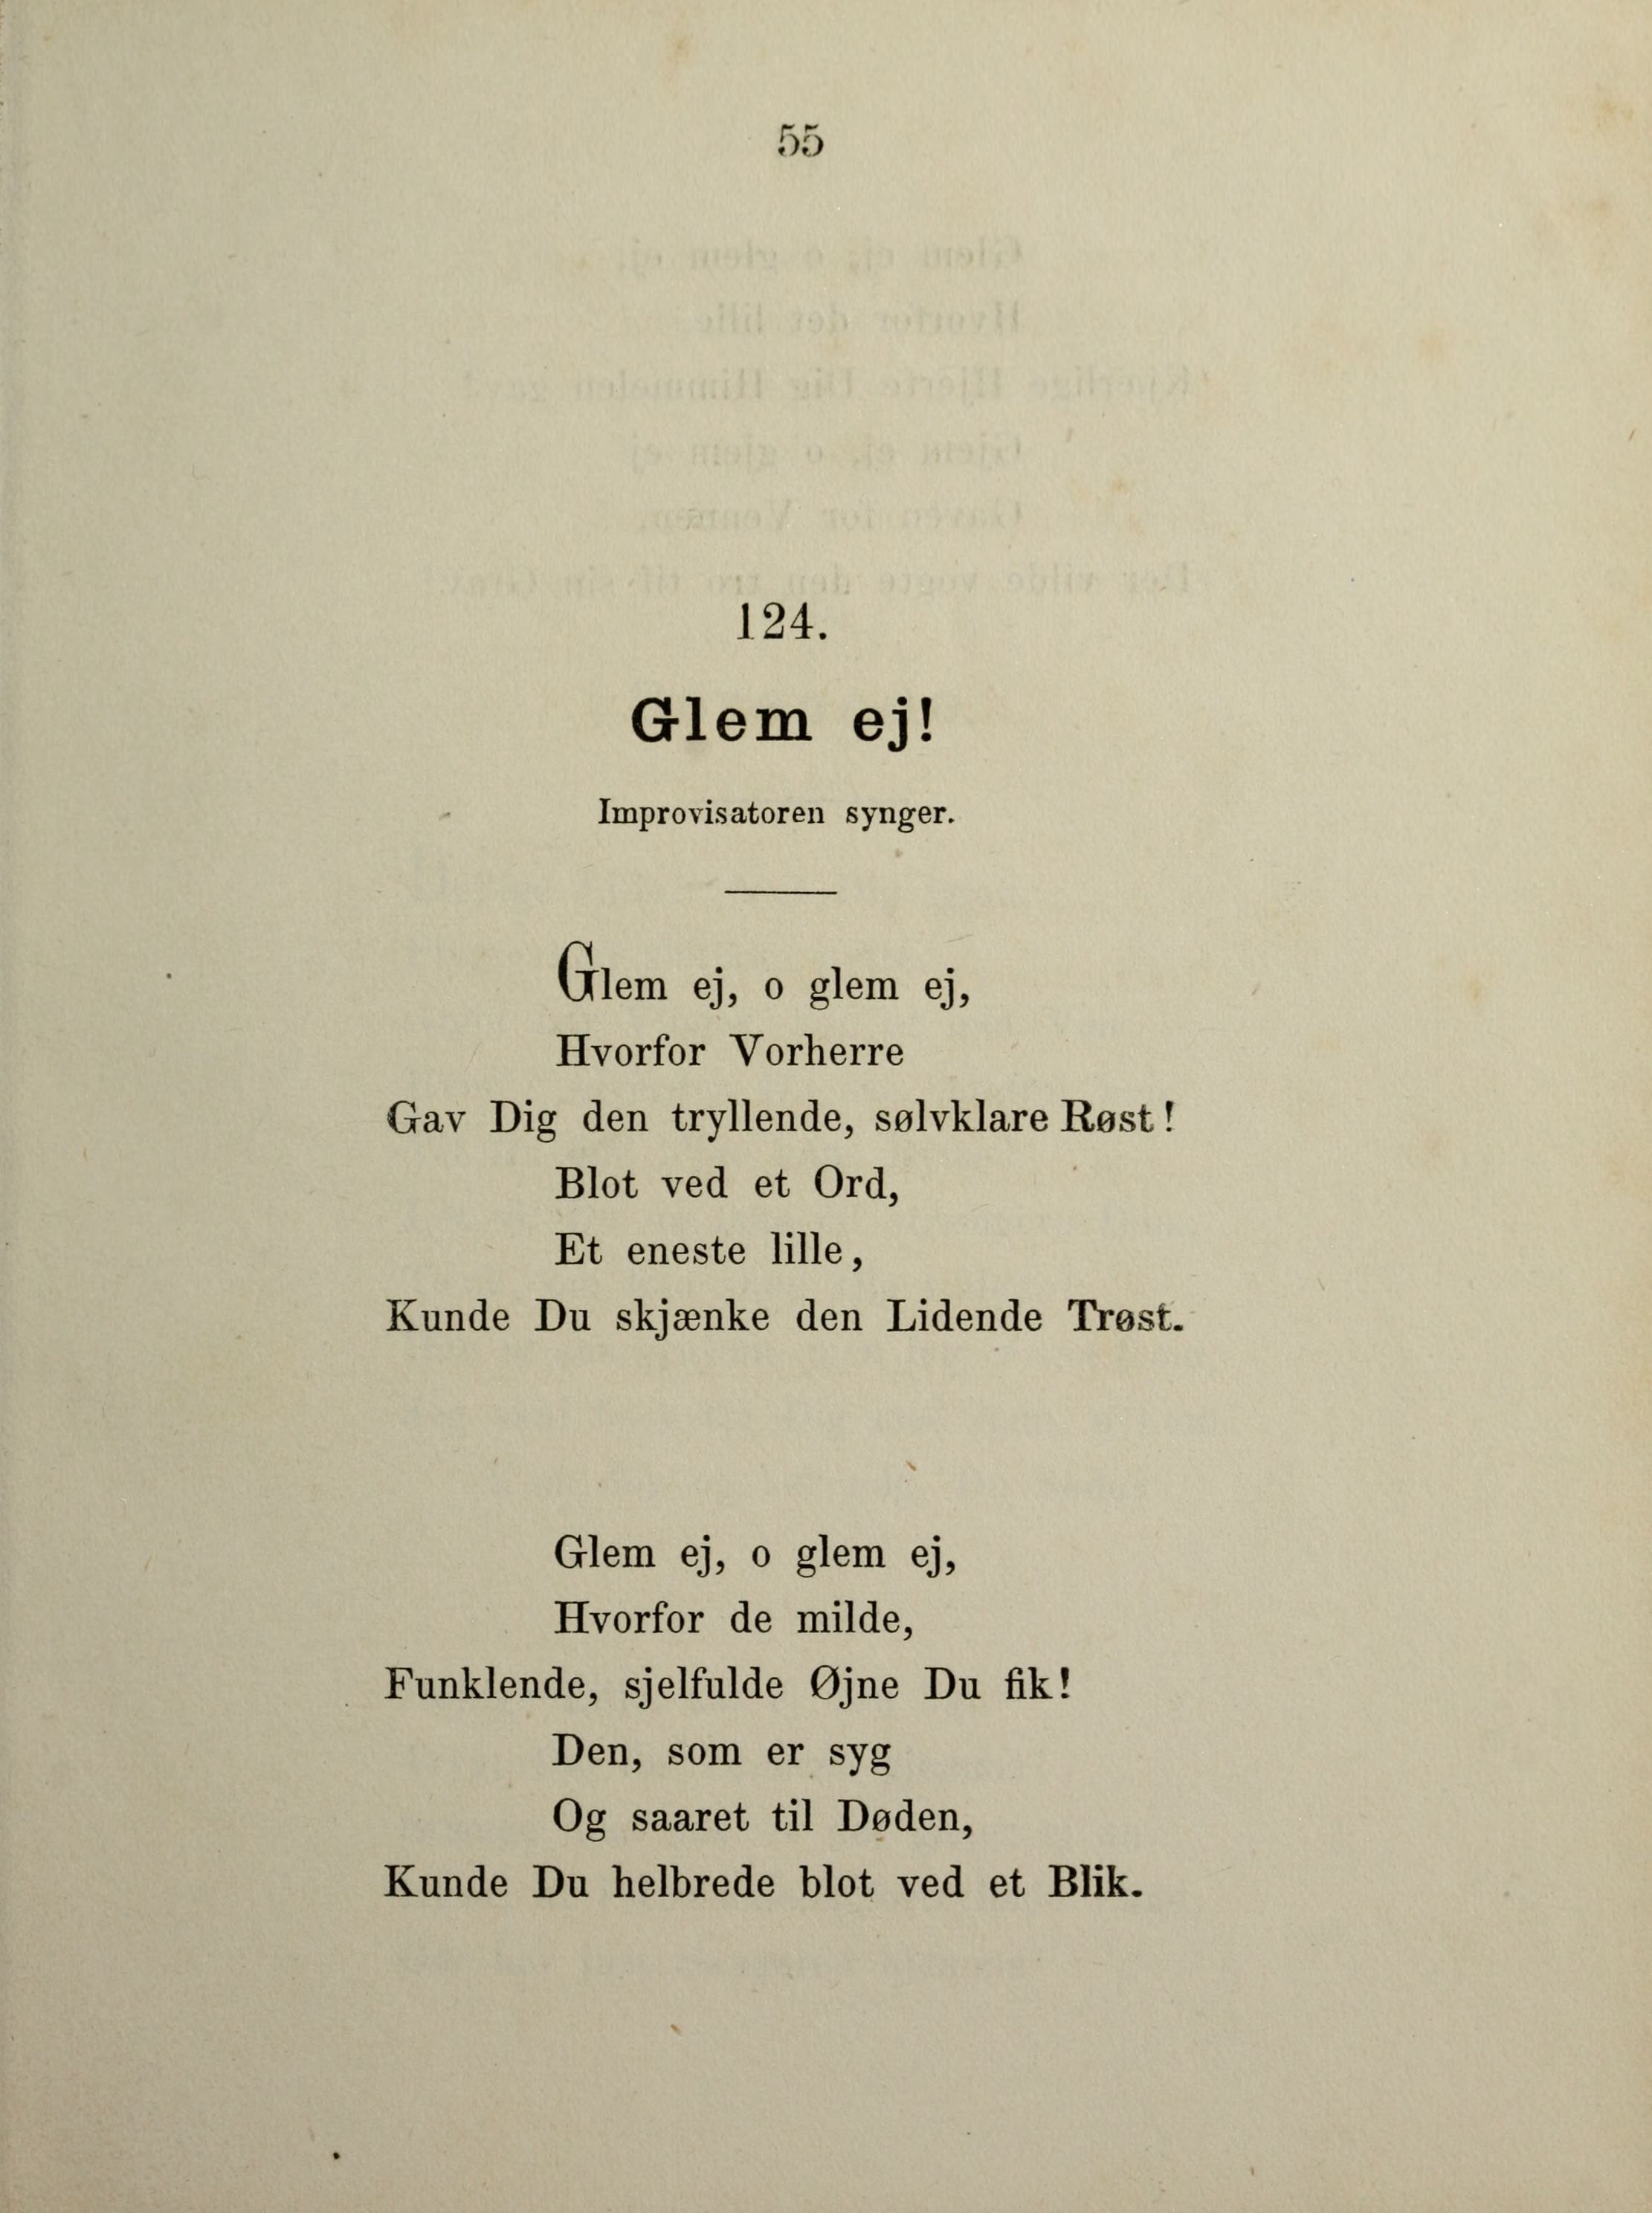 55
124.
Glem ej!
Improvisatoren synger.
Glem ej, o glem ej,
Hvorfor Vorherre
Gav Dig den tryllende, sølvklare Røst!
Blot ved et Ord,
Et eneste lille,
Kunde Du skjænke den Lidende Trøst.
Glem ej, o glem ej,
Hvorfor de milde,
Funklende, sjelfulde Øjne Du fik!
Den, som er syg
Og saaret til Døden,
Kunde Du helbrede blot ved et Blik.